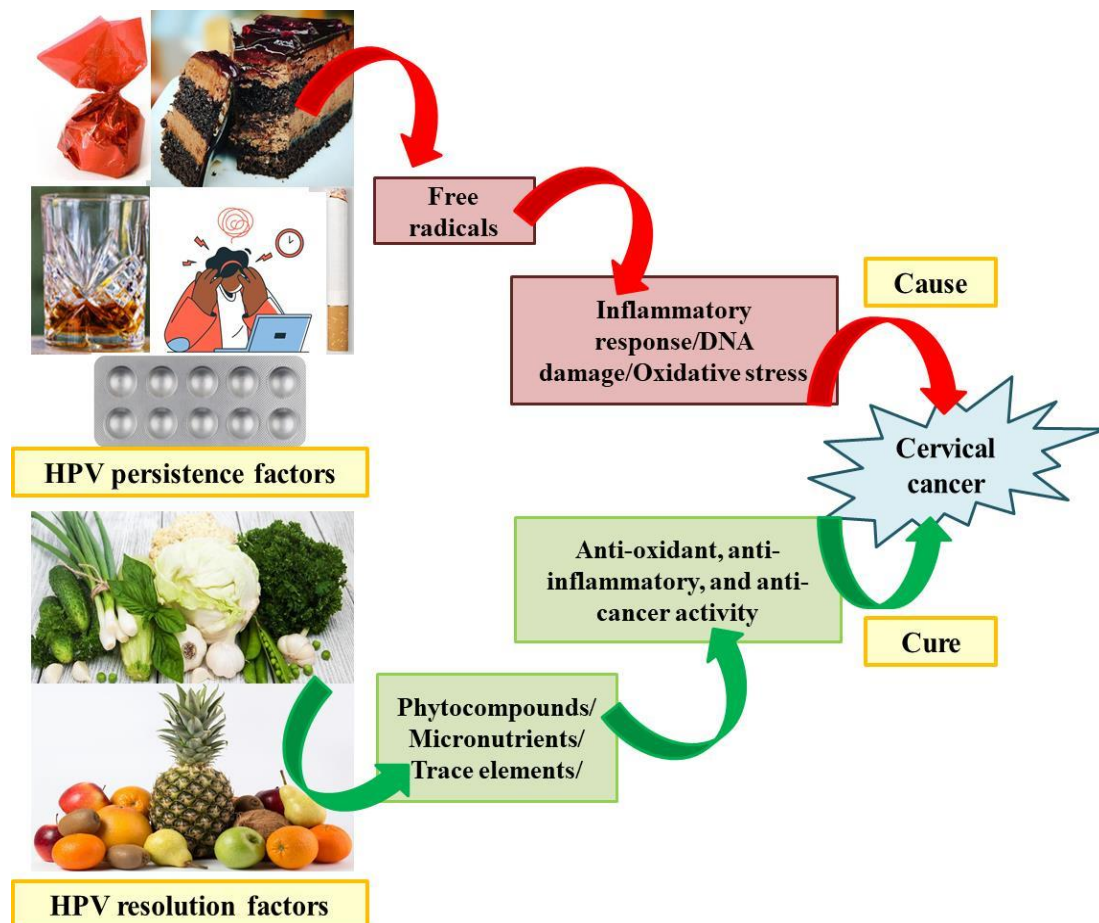 Free
radicals
Inflammatory
response/DNA
damage/Oxidative stress
Cause
HPV persistence factors
Cervical
cancer
Anti-oxidant, anti-
inflammatory, and anti-
cancer activity
Cure
Phytocompounds/
Micronutrients/
Trace elements/
HPV resolution factors